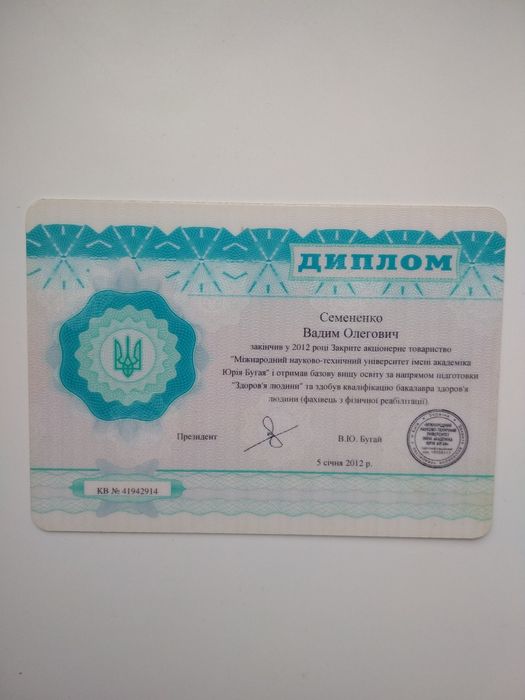 ДИПЛОМ
Семененко
Вадим Олегович
закінчив у 2012 році Закрите акціонерне товариство
"Міжнародний науково-технічний університет імені академіка
Юрія Бугая" і отримав базову вищу освіту за напрямом підготовки
"Здоров'я людини" та здобув кваліфікацію бакалавра здоров'я
людини (фахівець з фізичної реабілітації).
Президент
В.Ю. Бугай
5 січня 2012 р.
КВ № 41942914